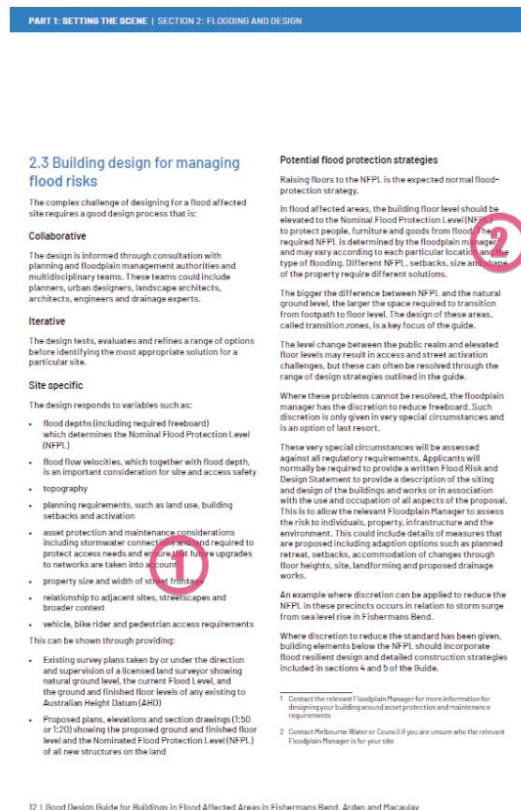 PART 1: SETTING THE SCENE | SECTION 2: FLOODING AND DESIGN
2.3 Building design for managing
flood risks
The complex challenge of designing for a flood affected
site requires a good design process that is:
Collaborative
The design is informed through consultation with
planning and floodplain management authorities and
multidisciplinary teams. These teams could include
planners, urban designers, landscape architects,
architects, engineers and drainage experts.
Iterative
The design tests, evaluates and refines a range of options
before identifying the most appropriate solution for a
particular site.
Site specific
The design responds to variables such as:
• flood depths (including required freeboard)
which determines the Nominal Flood Protection Level
(NFPL)
• flood flow velocities, which together with flood depth,
is an important consideration for site and access safety
• topography
• planning requirements, such as land use, building
setbacks and activation
• asset protection and maintenance considerations
including stormwater connections and land required to
protect access needs and ensure that future upgrades
to networks are taken into account
1
• property size and width of street frontage
• relationship to adjacent sites, streetscapes and
broader context
• vehicle, bike rider and pedestrian access requirements
This can be shown through providing:
• Existing survey plans taken by or under the direction
and supervision of a licensed land surveyor showing
natural ground level, the current Flood Level, and
the ground and finished floor levels of any existing to
Australian Height Datum (AHD)
• Proposed plans, elevations and section drawings (1:50
or 1:20) showing the proposed ground and finished floor
level and the Nominated Flood Protection Level (NFPL)
of all new structures on the land
Potential flood protection strategies
Raising floors to the NFPL is the expected normal flood-
protection strategy.
In flood affected areas, the building floor level should be
elevated to the Nominal Flood Protection Level (NFPL)
to protect people, furniture and goods from flood. The
required NFPL is determined by the floodplain manager
2
and may vary according to each particular location and the
type of flooding. Different NFPL, setbacks, size and shape
of the property require different solutions.
The bigger the difference between NFPL and the natural
ground level, the larger the space required to transition
from footpath to floor level. The design of these areas,
called transition zones, is a key focus of the guide.
The level change between the public realm and elevated
floor levels may result in access and street activation
challenges, but these can often be resolved through the
range of design strategies outlined in the guide.
Where these problems cannot be resolved, the floodplain
manager has the discretion to reduce freeboard. Such
discretion is only given in very special circumstances and
is an option of last resort.
These very special circumstances will be assessed
against all regulatory requirements. Applicants will
normally be required to provide a written Flood Risk and
Design Statement to provide a description of the siting
and design of the buildings and works or in association
with the use and occupation of all aspects of the proposal.
This is to allow the relevant Floodplain Manager to assess
the risk to individuals, property, infrastructure and the
environment. This could include details of measures that
are proposed including adaption options such as planned
retreat, setbacks, accommodation of changes through
floor heights, site, landforming and proposed drainage
works.
An example where discretion can be applied to reduce the
NFPL in these precincts occurs in relation to storm surge
from sea level rise in Fishermans Bend.
Where discretion to reduce the standard has been given,
building elements below the NFPL should incorporate
flood resilient design and detailed construction strategies
included in sections 4 and 5 of the Guide.
1 Contact the relevant Floodplain Manager for more information for
designing your building around asset protection and maintenance
requirements
2 Contact Melbourne Water or Council if you are unsure who the relevant
Floodplain Manager is for your site
12 | Good Design Guide for Buildings in Flood Affected Areas in Fishermans Bend, Arden and Macaulay